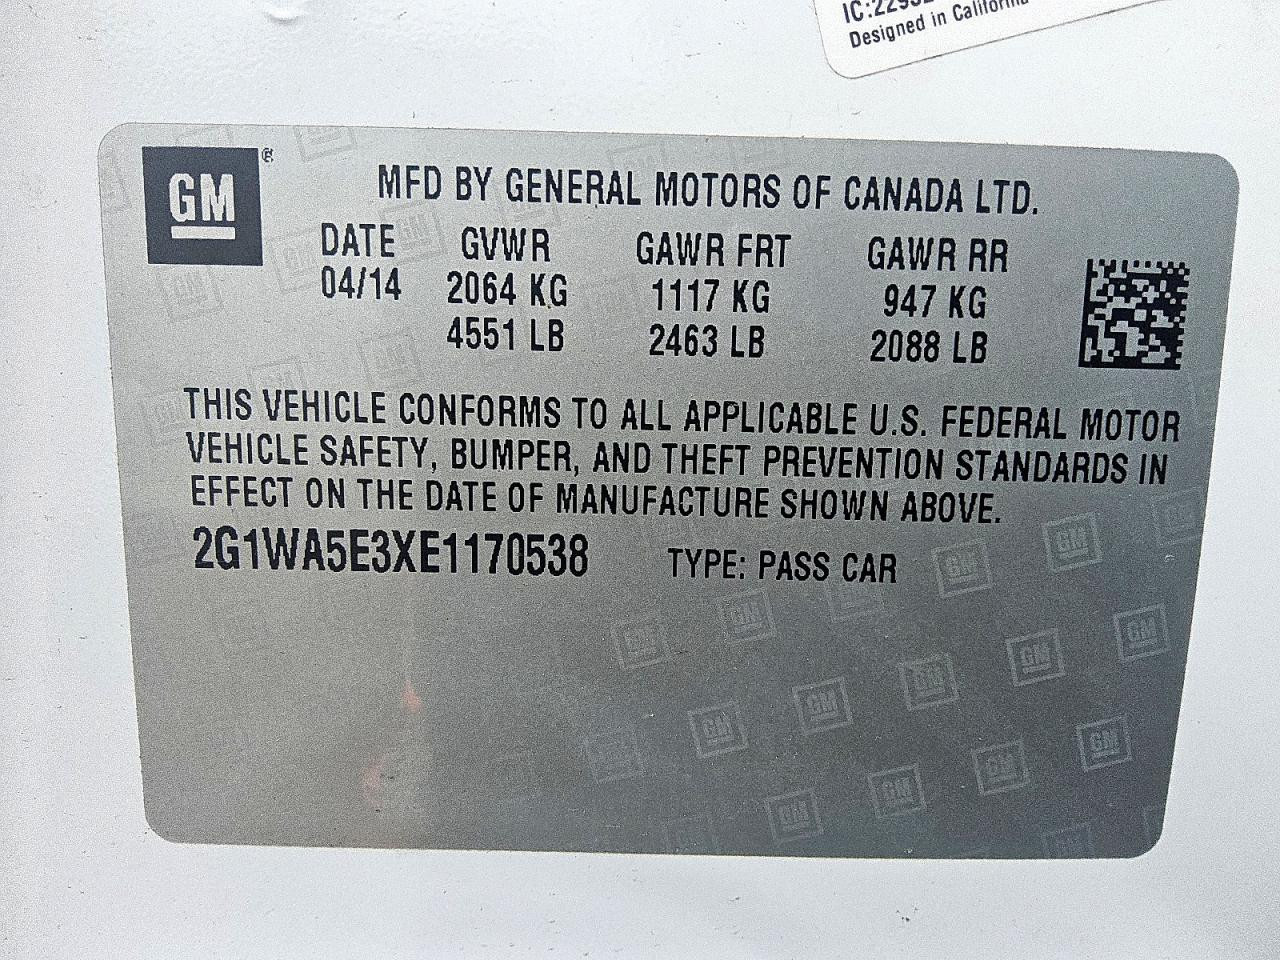 IC:2293
Designed in California
GM ®
MFD BY GENERAL MOTORS OF CANADA LTD.
DATE GVWR GAWR FRT GAWR RR
04/14 2064 KG 1117 KG 947 KG
4551 LB 2463 LB 2088 LB
THIS VEHICLE CONFORMS TO ALL APPLICABLE U.S. FEDERAL MOTOR
VEHICLE SAFETY, BUMPER, AND THEFT PREVENTION STANDARDS IN
EFFECT ON THE DATE OF MANUFACTURE SHOWN ABOVE.
2G1WA5E3XE1170538 TYPE: PASS CAR